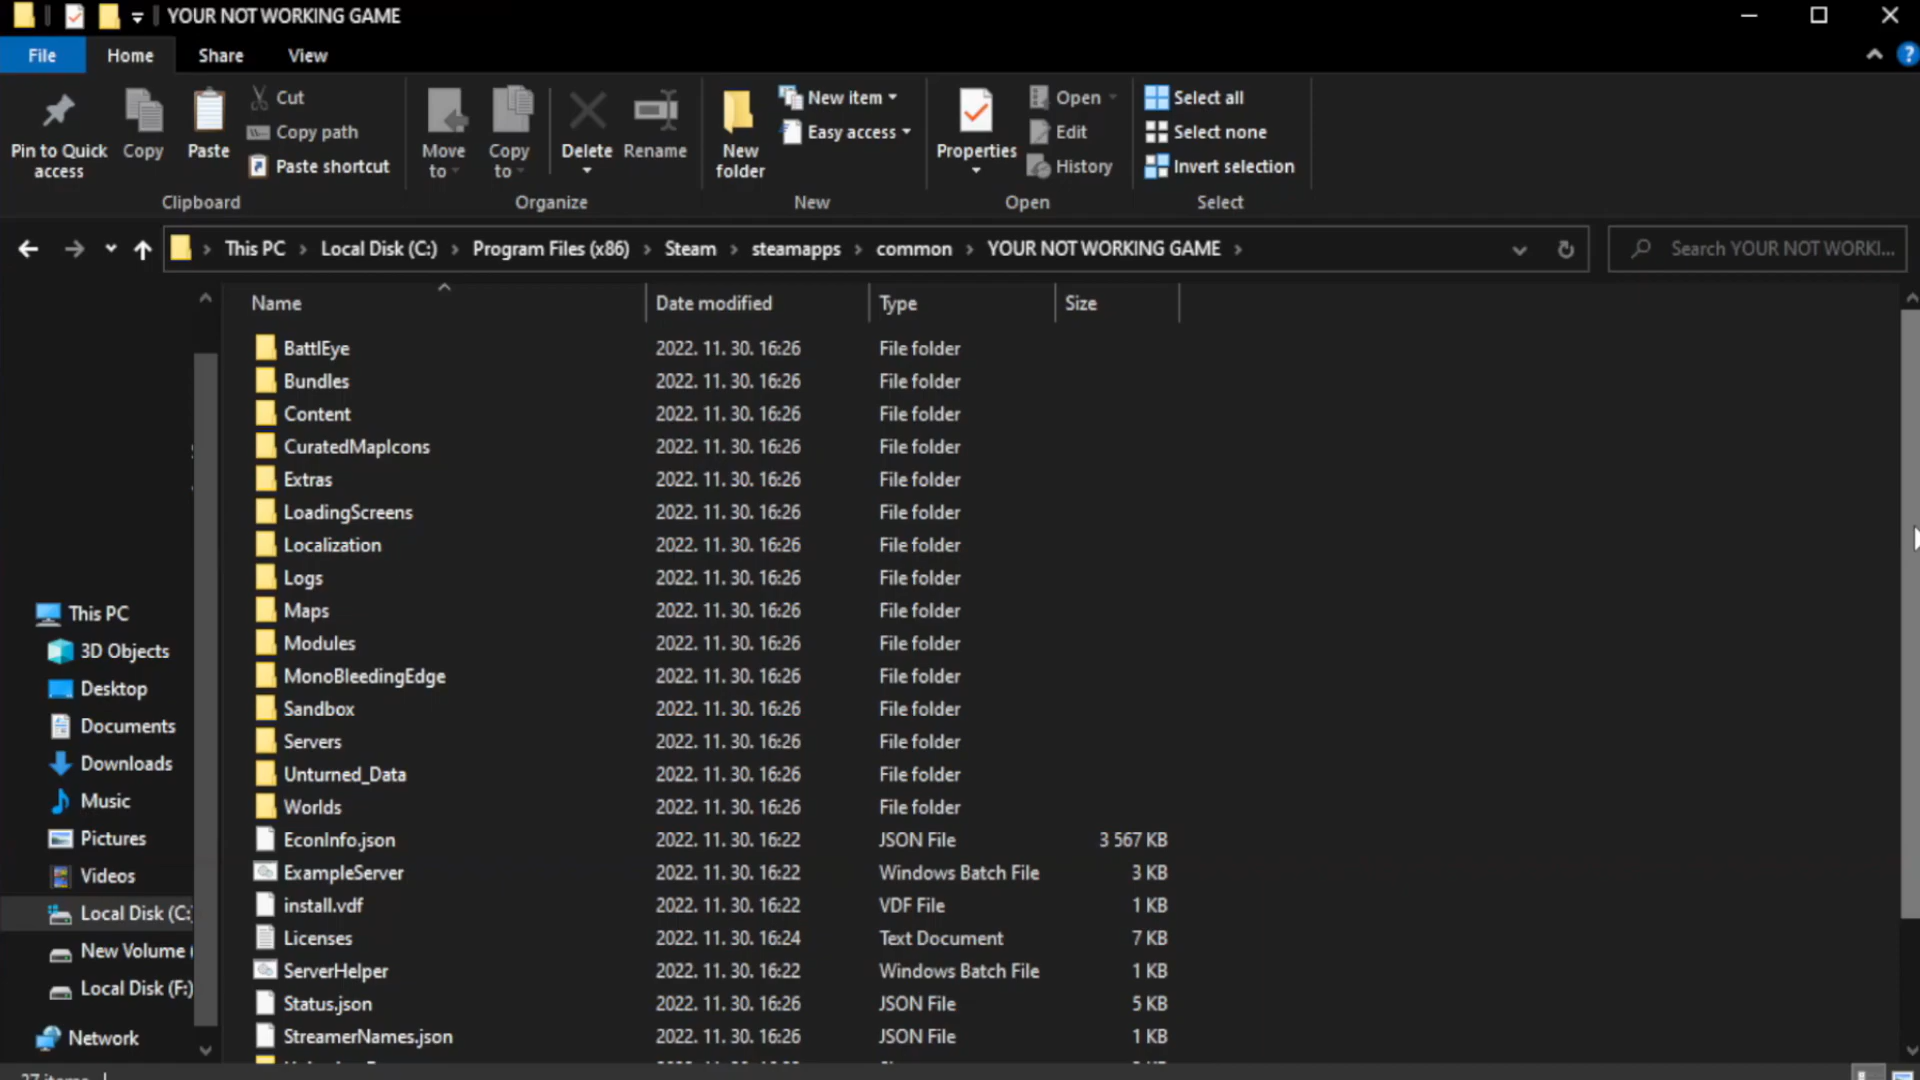 YOUR NOT WORKING GAME
File Home Share View
Pin to Quick access
Copy
Paste
Cut
Copy path
Paste shortcut
Clipboard
Move to
Copy to
Delete
Rename
Organize
New folder
New item
Easy access
New
Properties
Open
Edit
History
Open
Select all
Select none
Invert selection
Select
This PC Local Disk (C:) Program Files (x86) Steam steamapps common YOUR NOT WORKING GAME
Search YOUR NOT WORKI...
Name Date modified Type Size
BattlEye 2022. 11. 30. 16:26 File folder
Bundles 2022. 11. 30. 16:26 File folder
Content 2022. 11. 30. 16:26 File folder
CuratedMapIcons 2022. 11. 30. 16:26 File folder
Extras 2022. 11. 30. 16:26 File folder
LoadingScreens 2022. 11. 30. 16:26 File folder
Localization 2022. 11. 30. 16:26 File folder
Logs 2022. 11. 30. 16:26 File folder
Maps 2022. 11. 30. 16:26 File folder
Modules 2022. 11. 30. 16:26 File folder
MonoBleedingEdge 2022. 11. 30. 16:26 File folder
Sandbox 2022. 11. 30. 16:26 File folder
Servers 2022. 11. 30. 16:26 File folder
Unturned_Data 2022. 11. 30. 16:26 File folder
Worlds 2022. 11. 30. 16:26 File folder
EconInfo.json 2022. 11. 30. 16:22 JSON File 3 567 KB
ExampleServer 2022. 11. 30. 16:22 Windows Batch File 3 KB
install.vdf 2022. 11. 30. 16:22 VDF File 1 KB
Licenses 2022. 11. 30. 16:24 Text Document 7 KB
ServerHelper 2022. 11. 30. 16:22 Windows Batch File 1 KB
Status.json 2022. 11. 30. 16:26 JSON File 5 KB
StreamerNames.json 2022. 11. 30. 16:26 JSON File 1 KB
This PC
3D Objects
Desktop
Documents
Downloads
Music
Pictures
Videos
Local Disk (C:)
New Volume (
Local Disk (F:)
Network